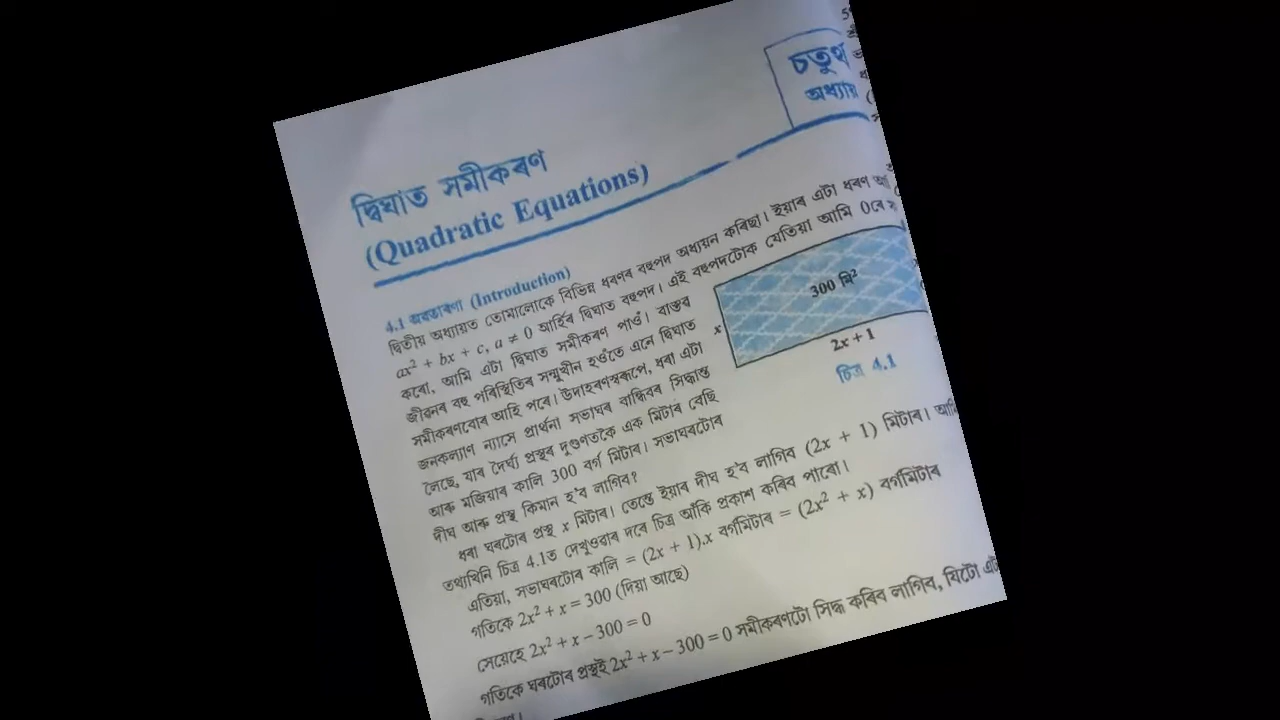 চতুৰ্থ
অধ্যায়
দ্বিঘাত সমীকৰণ
(Quadratic Equations)
4.1 অৱতাৰণা (Introduction)
দ্বিতীয় অধ্যায়ত তোমালোকে বিভিন্ন ধৰণৰ বহুপদ অধ্যয়ন কৰিছা। ইয়াৰ এটা ধৰণ
ax² + bx + c, a ≠ 0 আৰ্হিৰ দ্বিঘাত বহুপদ। এই বহুপদটোক যেতিয়া আমি 0ৰে
কৰো, আমি এটা দ্বিঘাত সমীকৰণ পাওঁ। বাস্তৱ
জীৱনৰ বহু পৰিস্থিতিৰ সন্মুখীন হওঁতে এনে দ্বিঘাত
সমীকৰণবোৰ আহি পৰে। উদাহৰণস্বৰূপে, ধৰা এটা
জনকল্যাণ ন্যাসে প্ৰাৰ্থনা সভাঘৰ বান্ধিবৰ সিদ্ধান্ত
লৈছে, যাৰ দৈৰ্ঘ্য প্ৰস্থৰ দুগুণতকৈ এক মিটাৰ বেছি
আৰু মজিয়াৰ কালি 300 বৰ্গ মিটাৰ। সভাঘৰটোৰ
দীঘ আৰু প্ৰস্থ কিমান হ'ব লাগিব?
300 মি²
x
2x + 1
চিত্ৰ 4.1
ধৰা ঘৰটোৰ প্ৰস্থ x মিটাৰ। তেন্তে ইয়াৰ দীঘ হ'ব লাগিব (2x + 1) মিটাৰ। আমি
তথ্যখিনি চিত্ৰ 4.1ত দেখুওৱাৰ দৰে চিত্ৰ আঁকি প্ৰকাশ কৰিব পাৰো।
এতিয়া, সভাঘৰটোৰ কালি = (2x + 1).x বৰ্গমিটাৰ = (2x² + x) বৰ্গমিটাৰ
গতিকে 2x² + x = 300 (দিয়া আছে)
সেয়েহে 2x² + x – 300 = 0
গতিকে ঘৰটোৰ প্ৰস্থই 2x² + x – 300 = 0 সমীকৰণটো সিদ্ধ কৰিব লাগিব, যিটো এটা